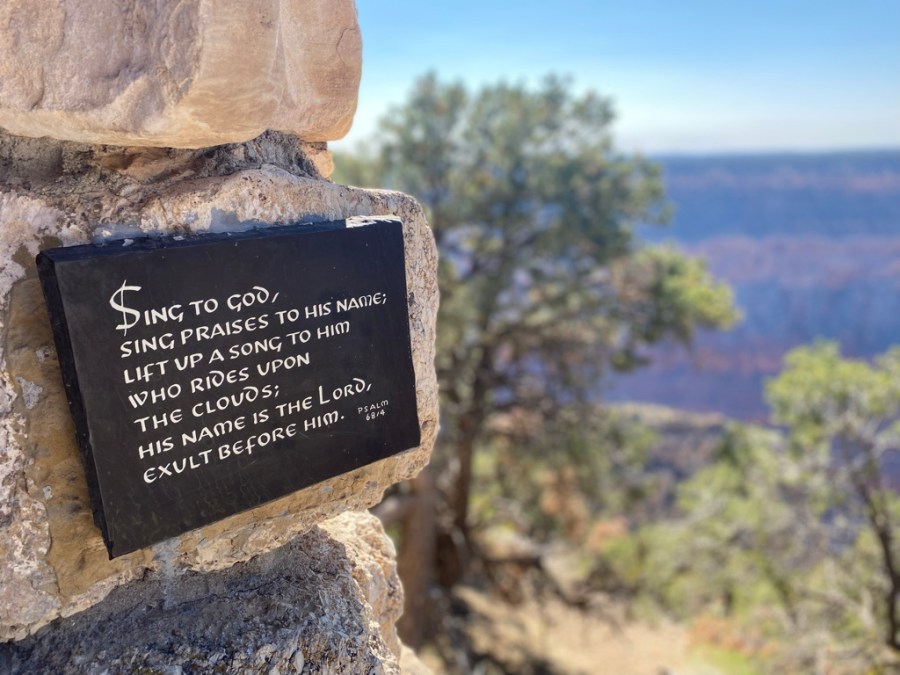 Sing to God,
sing praises to his name;
lift up a song to him
who rides upon
the clouds;
his name is the Lord,
exult before him.
PSALM
68/4